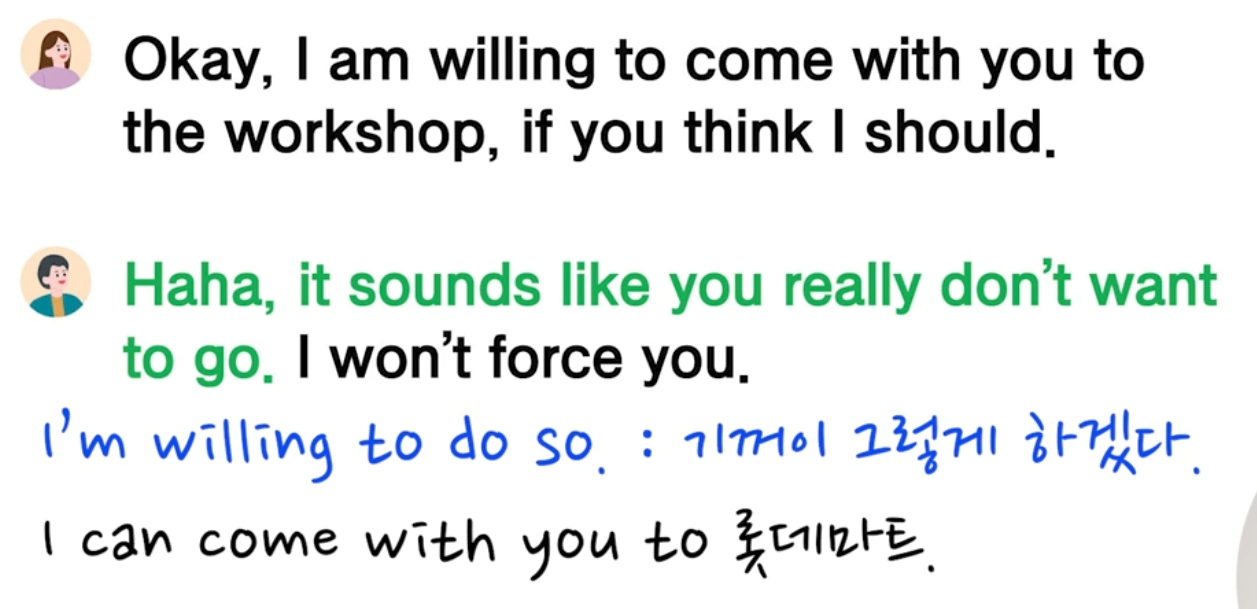 Okay, I am willing to come with you to
the workshop, if you think I should.
Haha, it sounds like you really don't want
to go. I won't force you.
I'm willing to do so. : 기꺼이 그렇게 하겠다.
I can come with you to 롯데마트.